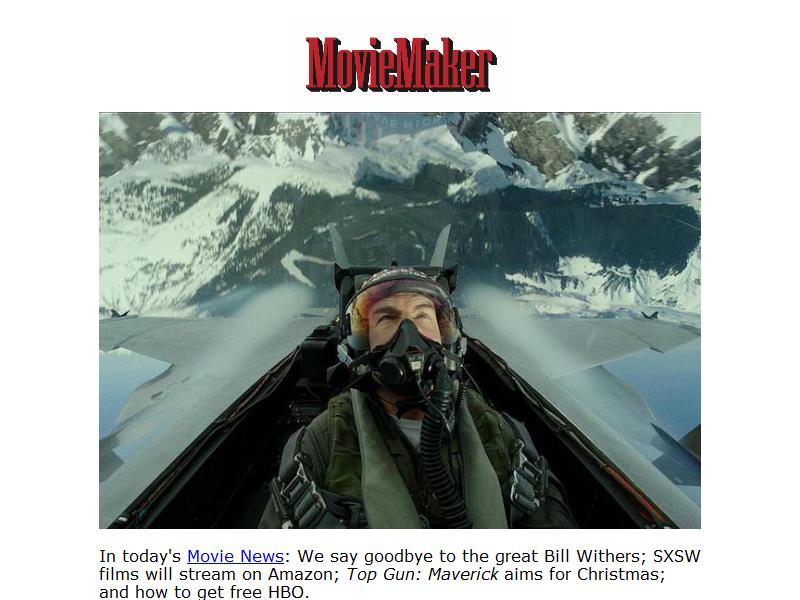 MovieMaker
In today's Movie News: We say goodbye to the great Bill Withers; SXSW
films will stream on Amazon; Top Gun: Maverick aims for Christmas;
and how to get free HBO.